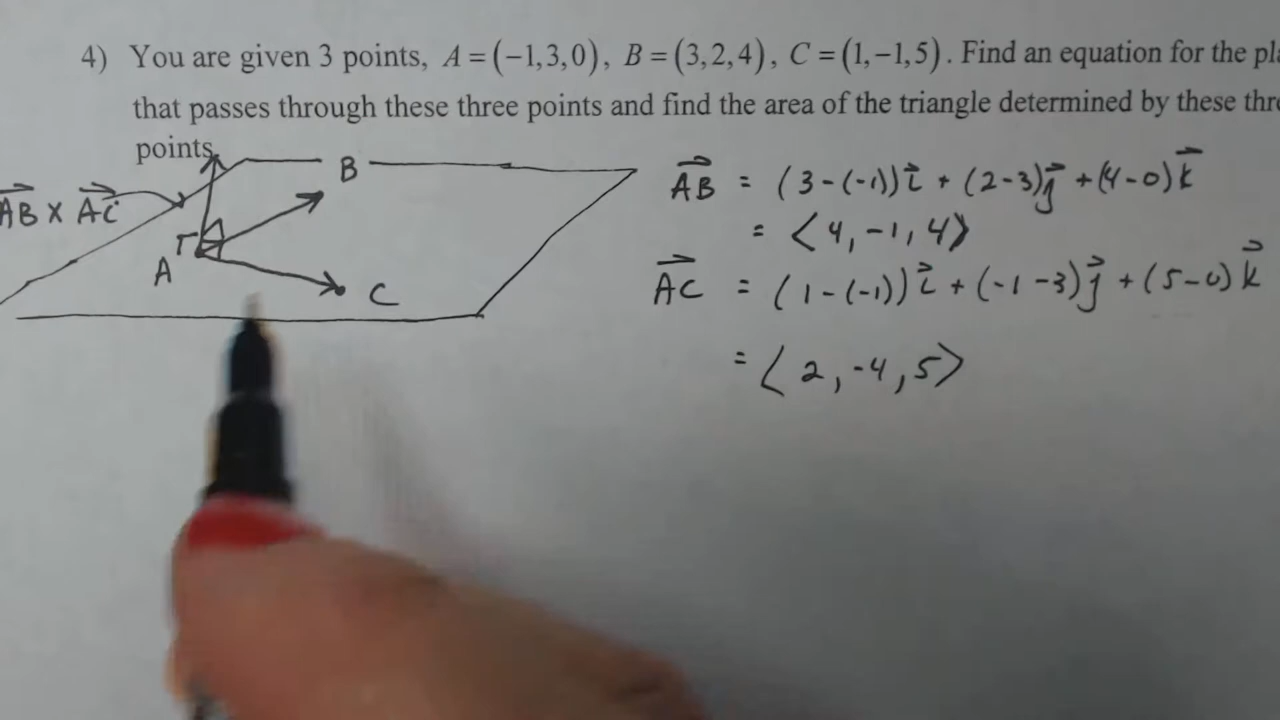 4) You are given 3 points, A = (−1,3,0), B = (3,2,4), C = (1,−1,5). Find an equation for the pl
that passes through these three points and find the area of the triangle determined by these thr
points
B
AB × AC
A
C
AB = (3-(-1))i + (2-3)j + (4-0)k
= ⟨4, -1, 4⟩
AC = (1-(-1))i + (-1-3)j + (5-0)k
= ⟨2, -4, 5⟩